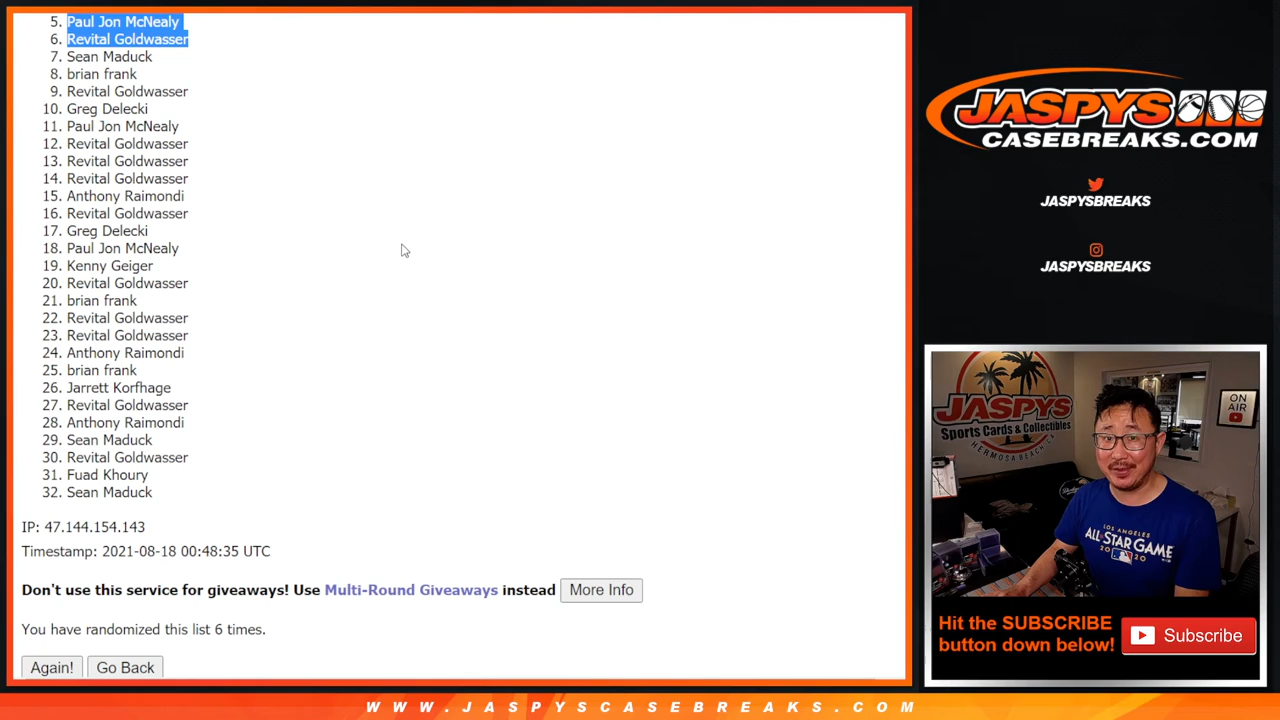 5. Paul Jon McNealy
6. Revital Goldwasser
7. Sean Maduck
8. brian frank
9. Revital Goldwasser
10. Greg Delecki
11. Paul Jon McNealy
12. Revital Goldwasser
13. Revital Goldwasser
14. Revital Goldwasser
15. Anthony Raimondi
16. Revital Goldwasser
17. Greg Delecki
18. Paul Jon McNealy
19. Kenny Geiger
20. Revital Goldwasser
21. brian frank
22. Revital Goldwasser
23. Revital Goldwasser
24. Anthony Raimondi
25. brian frank
26. Jarrett Korfhage
27. Revital Goldwasser
28. Anthony Raimondi
29. Sean Maduck
30. Revital Goldwasser
31. Fuad Khoury
32. Sean Maduck
IP: 47.144.154.143
Timestamp: 2021-08-18 00:48:35 UTC
Don't use this service for giveaways! Use Multi-Round Giveaways instead More Info
You have randomized this list 6 times.
Again! Go Back
JASPYS
CASEBREAKS.COM
JASPYSBREAKS
JASPYSBREAKS
JASPYS
Sports Cards & Collectibles
HERMOSA BEACH, CA
ON
AIR
Dodgers
LOS ANGELES
ALL-STAR GAME
2020
Hit the SUBSCRIBE
button down below!
Subscribe
WWW.JASPYSCASEBREAKS.COM